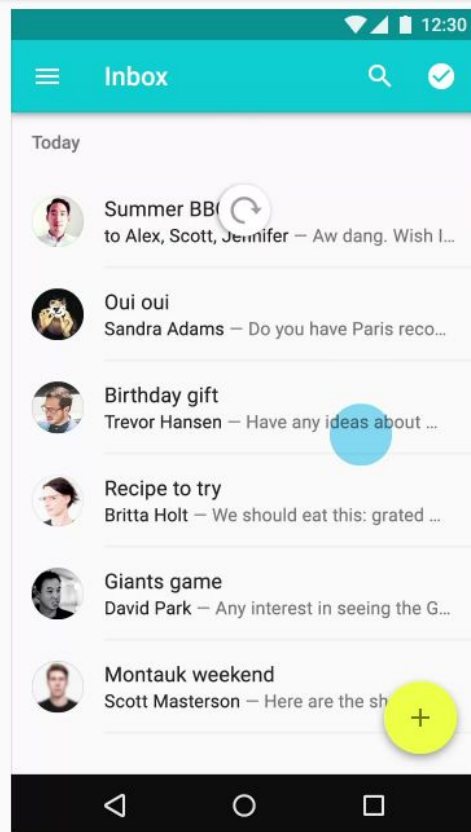 12:30
Inbox
Today
Summer BB
to Alex, Scott, Jennifer — Aw dang. Wish I...
Oui oui
Sandra Adams — Do you have Paris reco...
Birthday gift
Trevor Hansen — Have any ideas about ...
Recipe to try
Britta Holt — We should eat this: grated ...
Giants game
David Park — Any interest in seeing the G...
Montauk weekend
Scott Masterson — Here are the sh